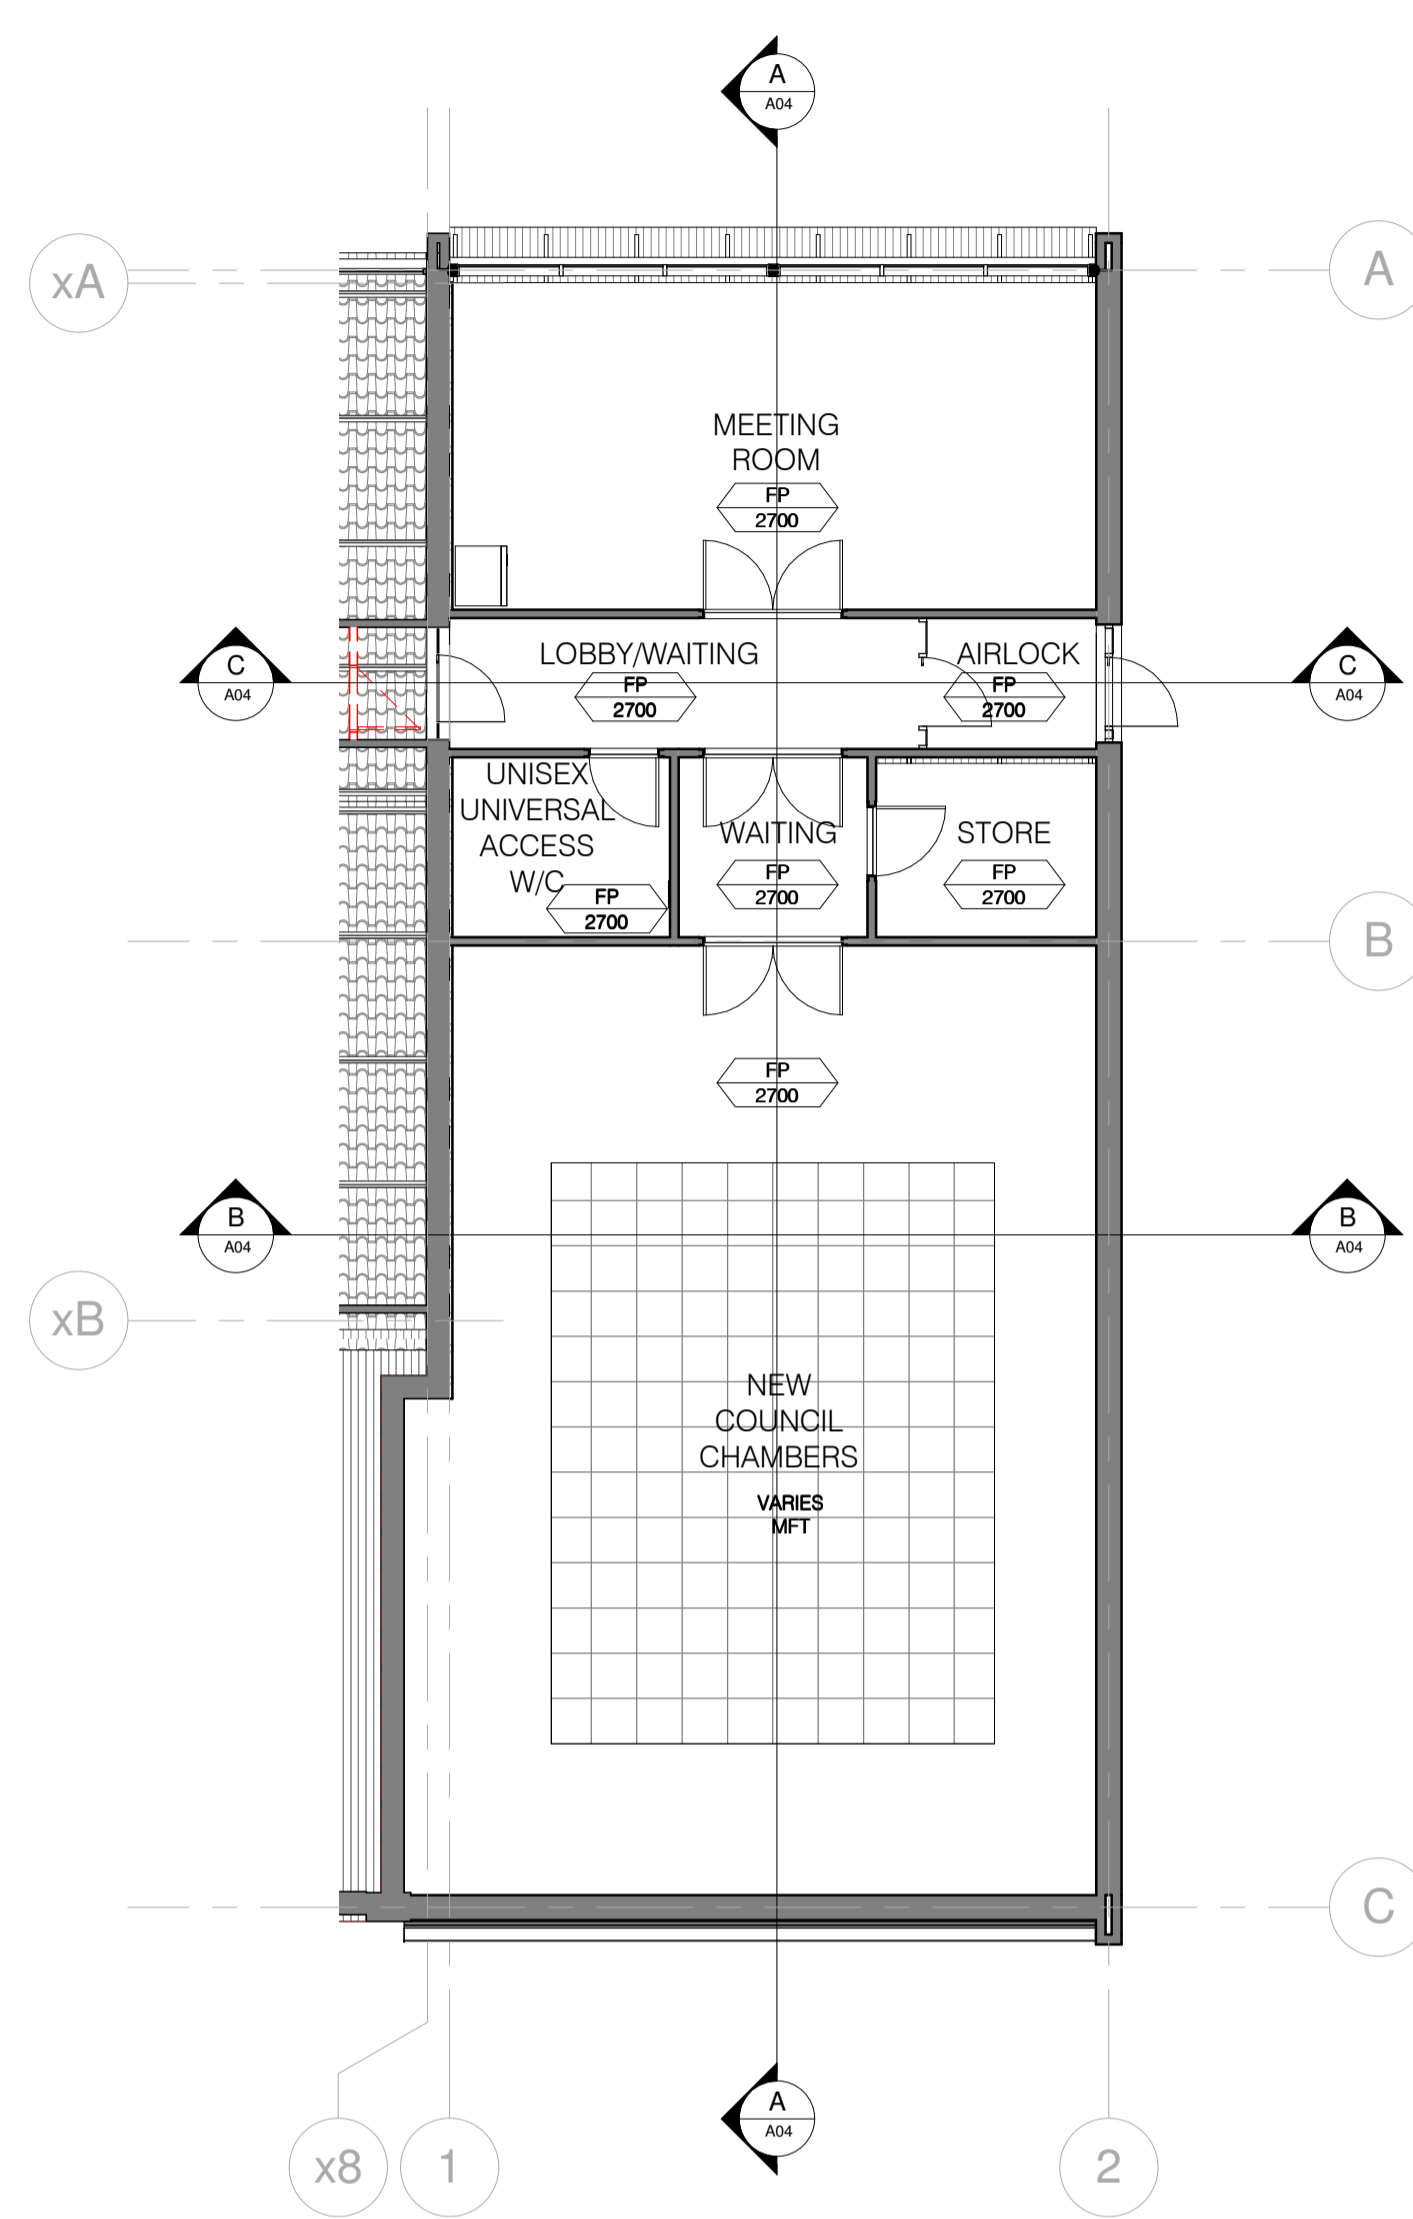 A
A04
xA
A
MEETING
ROOM
FP
2700
C
A04
LOBBY/WAITING
FP
2700
AIRLOCK
FP
2700
C
A04
UNISEX
UNIVERSAL
ACCESS
W/C
FP
2700
WAITING
FP
2700
STORE
FP
2700
B
FP
2700
B
A04
B
A04
xB
NEW
COUNCIL
CHAMBERS
VARIES
MFT
C
A
A04
x8
1
2